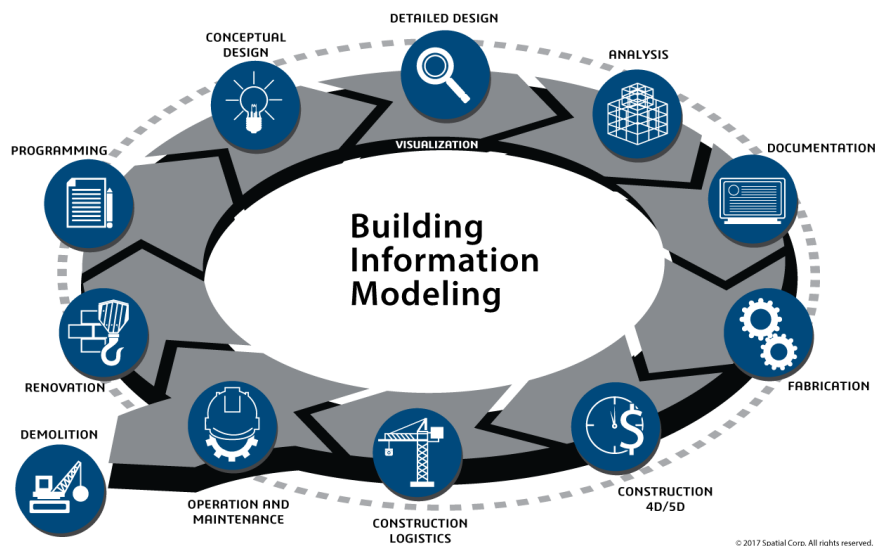 DETAILED DESIGN
CONCEPTUAL
DESIGN
ANALYSIS
PROGRAMMING
VISUALIZATION
DOCUMENTATION
Building
Information
Modeling
RENOVATION
FABRICATION
DEMOLITION
$
OPERATION AND
MAINTENANCE
CONSTRUCTION
LOGISTICS
CONSTRUCTION
4D/5D
© 2017 Spatial Corp. All rights reserved.